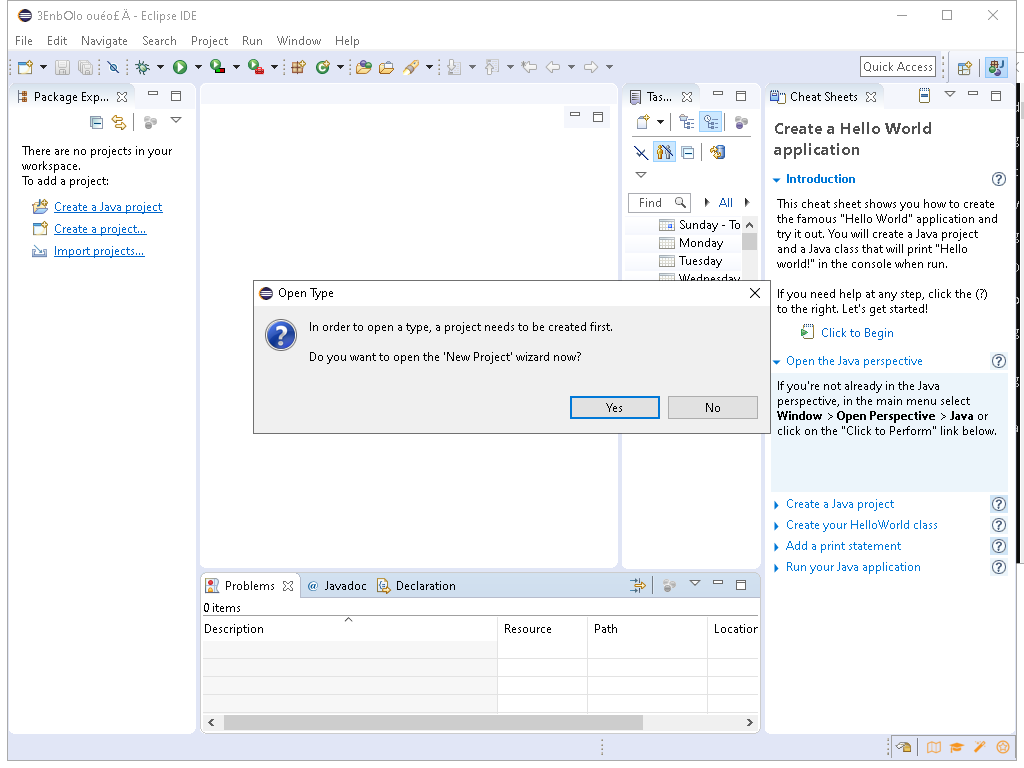 3EnbOlo ouéo£Å - Eclipse IDE
File Edit Navigate Search Project Run Window Help
Quick Access
Package Exp...
There are no projects in your
workspace.
To add a project:
Create a Java project
Create a project...
Import projects...
Tas...
Find
All
Sunday - To
Monday
Tuesday
Wednesday
Cheat Sheets
Create a Hello World
application
Introduction
This cheat sheet shows you how to create
the famous "Hello World" application and
try it out. You will create a Java project
and a Java class that will print "Hello
world!" in the console when run.
If you need help at any step, click the (?)
to the right. Let's get started!
Click to Begin
Open the Java perspective
If you're not already in the Java
perspective, in the main menu select
Window > Open Perspective > Java or
click on the "Click to Perform" link below.
Create a Java project
Create your HelloWorld class
Add a print statement
Run your Java application
Open Type
In order to open a type, a project needs to be created first.
Do you want to open the 'New Project' wizard now?
Yes
No
Problems
@ Javadoc
Declaration
0 items
Description
Resource
Path
Location